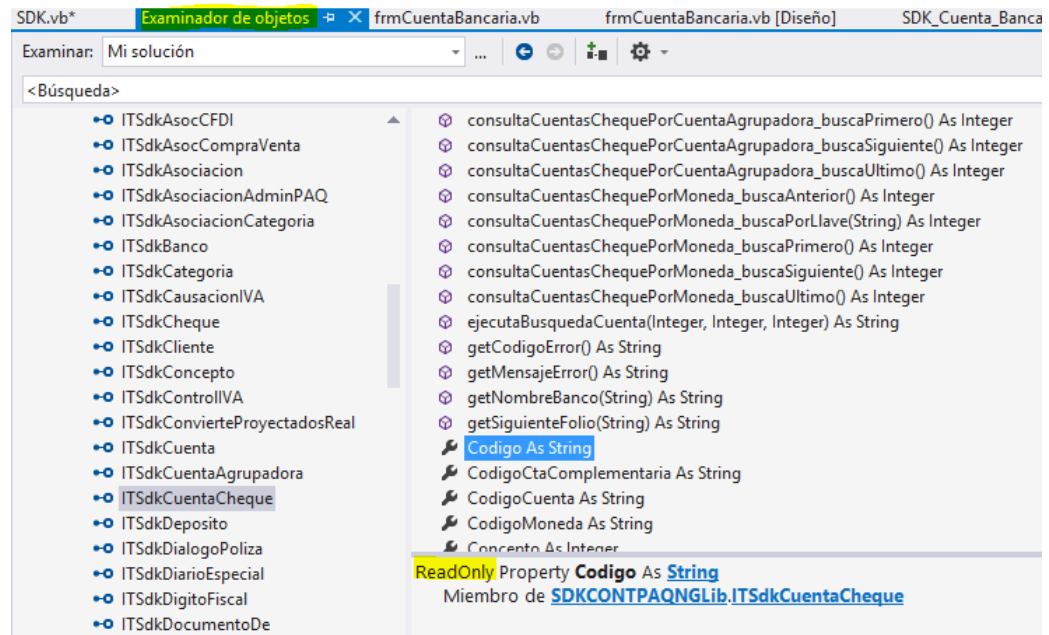 SDK.vb* Examinador de objetos frmCuentaBancaria.vb frmCuentaBancaria.vb [Diseño] SDK_Cuenta_Banca
Examinar: Mi solución ...
<Búsqueda>
ITSdkAsocCFDI
ITSdkAsocCompraVenta
ITSdkAsociacion
ITSdkAsociacionAdminPAQ
ITSdkAsociacionCategoria
ITSdkBanco
ITSdkCategoria
ITSdkCausacionIVA
ITSdkCheque
ITSdkCliente
ITSdkConcepto
ITSdkControlIVA
ITSdkConvierteProyectadosReal
ITSdkCuenta
ITSdkCuentaAgrupadora
ITSdkCuentaCheque
ITSdkDeposito
ITSdkDialogoPoliza
ITSdkDiarioEspecial
ITSdkDigitoFiscal
ITSdkDocumentoDe
consultaCuentasChequePorCuentaAgrupadora_buscaPrimero() As Integer
consultaCuentasChequePorCuentaAgrupadora_buscaSiguiente() As Integer
consultaCuentasChequePorCuentaAgrupadora_buscaUltimo() As Integer
consultaCuentasChequePorMoneda_buscaAnterior() As Integer
consultaCuentasChequePorMoneda_buscaPorLlave(String) As Integer
consultaCuentasChequePorMoneda_buscaPrimero() As Integer
consultaCuentasChequePorMoneda_buscaSiguiente() As Integer
consultaCuentasChequePorMoneda_buscaUltimo() As Integer
ejecutaBusquedaCuenta(Integer, Integer, Integer) As String
getCodigoError() As String
getMensajeError() As String
getNombreBanco(String) As String
getSiguienteFolio(String) As String
Codigo As String
CodigoCtaComplementaria As String
CodigoCuenta As String
CodigoMoneda As String
Concepto As Integer
ReadOnly Property Codigo As String
Miembro de SDKCONTPAQNGLib.ITSdkCuentaCheque